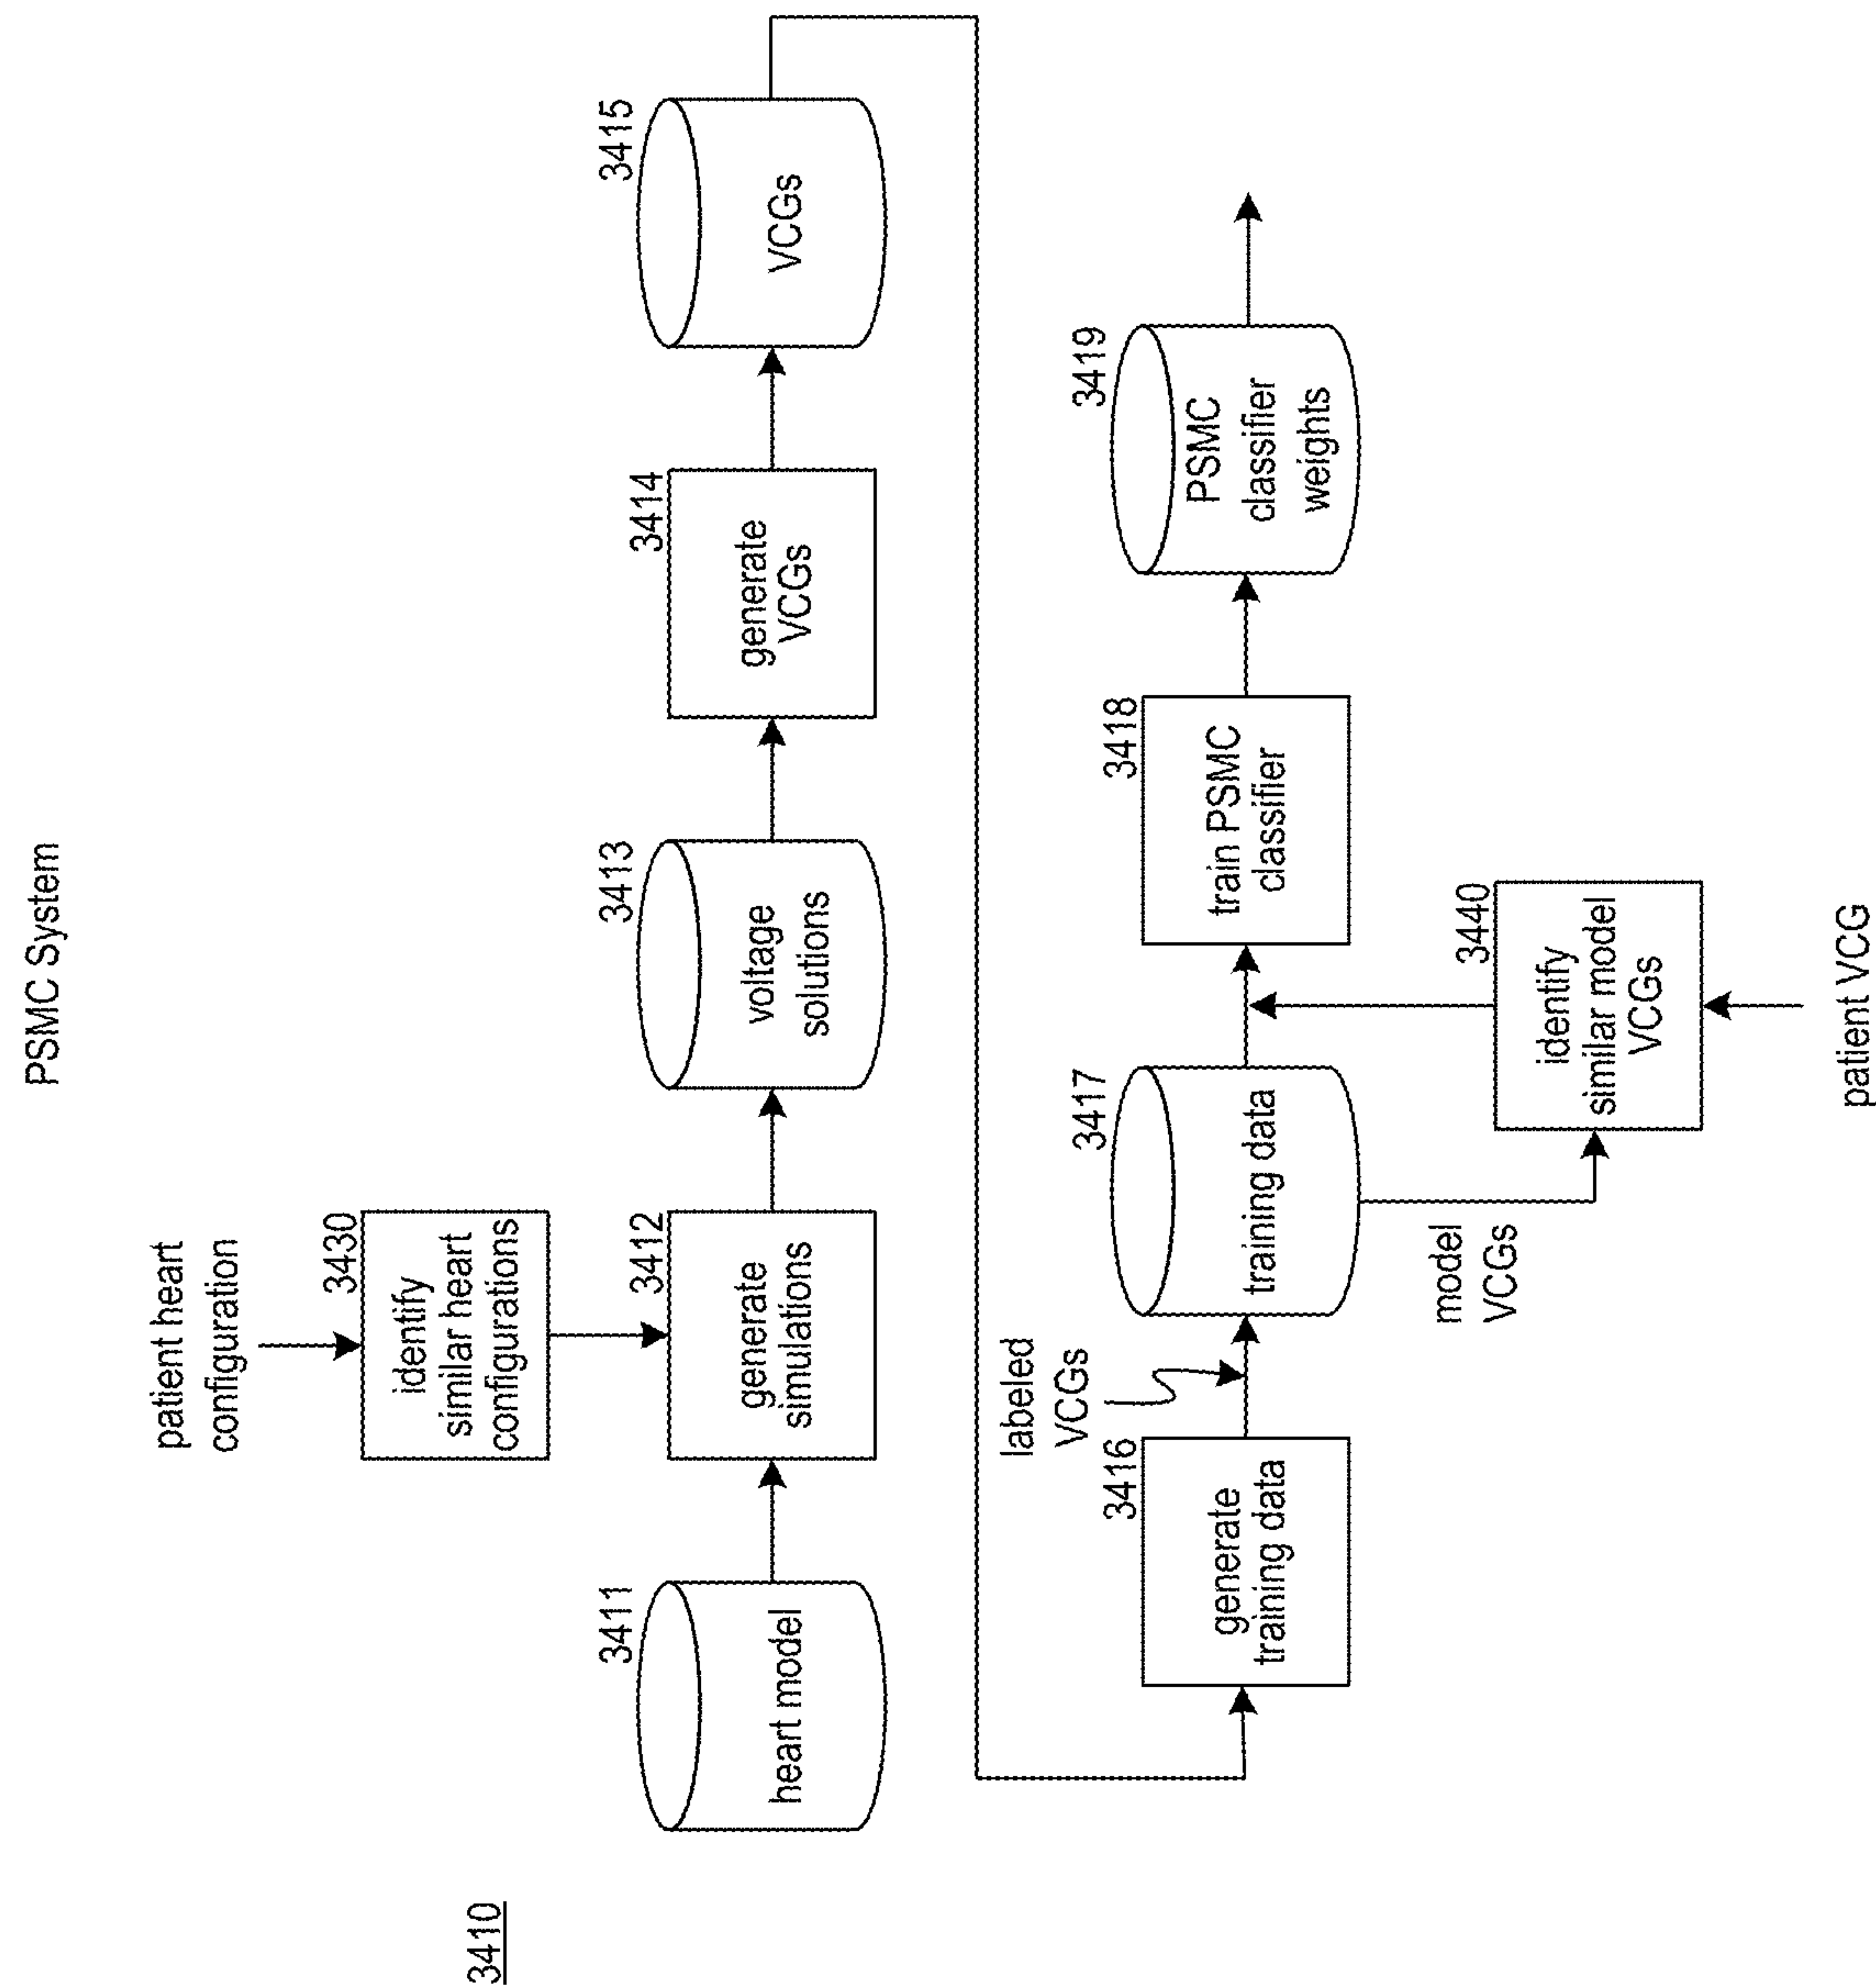 PSMC System
3410
patient heart
configuration
3430
identify
similar heart
configurations
3411
heart model
3412
generate
simulations
3413
voltage
solutions
3414
generate
VCGs
3415
VCGs
3416
generate
training data
labeled
VCGs
3417
training data
model
VCGs
3418
train PSMC
classifier
3419
PSMC
classifier
weights
3440
identify
similar model
VCGs
patient VCG